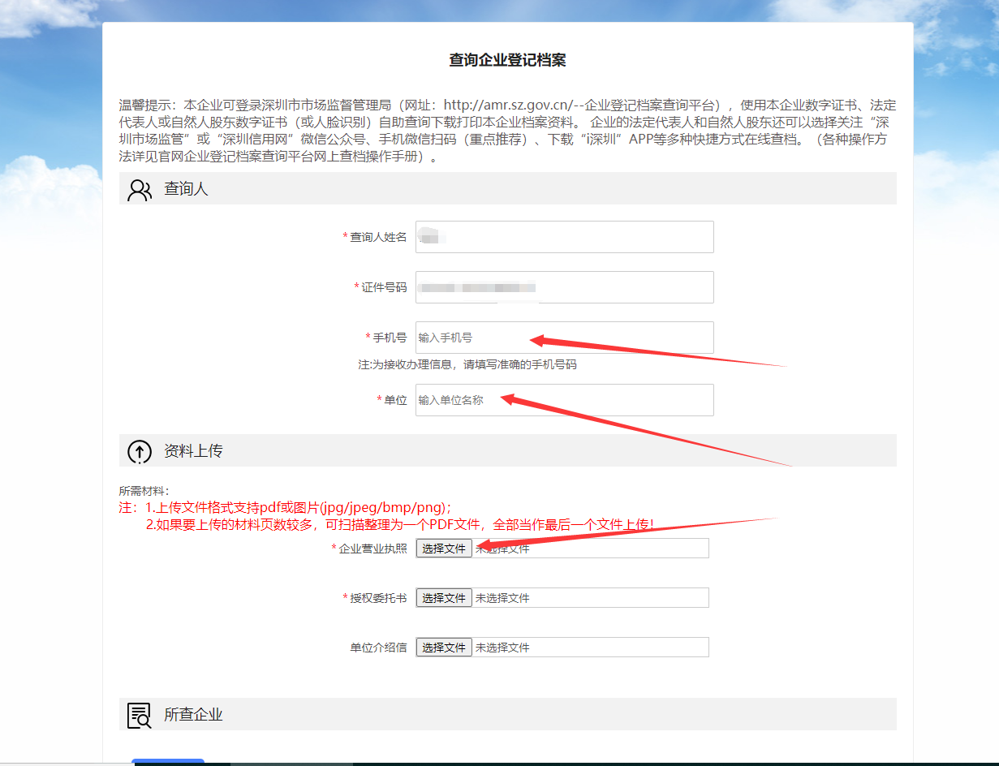 查询企业登记档案
温馨提示：本企业可登录深圳市市场监督管理局（网址：http://amr.sz.gov.cn/--企业登记档案查询平台），使用本企业数字证书、法定
代表人或自然人股东数字证书（或人脸识别）自助查询下载打印本企业档案资料。 企业的法定代表人和自然人股东还可以选择关注“深
圳市场监管”或“深圳信用网”微信公众号、手机微信扫码（重点推荐）、下载“i深圳”APP等多种快捷方式在线查档。（各种操作方
法详见官网企业登记档案查询平台网上查档操作手册）。
查询人
*查询人姓名
*证件号码
*手机号 输入手机号
注:为接收办理信息，请填写准确的手机号码
*单位 输入单位名称
资料上传
所需材料：
注：1.上传文件格式支持pdf或图片(jpg/jpeg/bmp/png)；
2.如果要上传的材料页数较多，可扫描整理为一个PDF文件，全部当作最后一个文件上传！
*企业营业执照 选择文件 未选择文件
*授权委托书 选择文件 未选择文件
单位介绍信 选择文件 未选择文件
所查企业